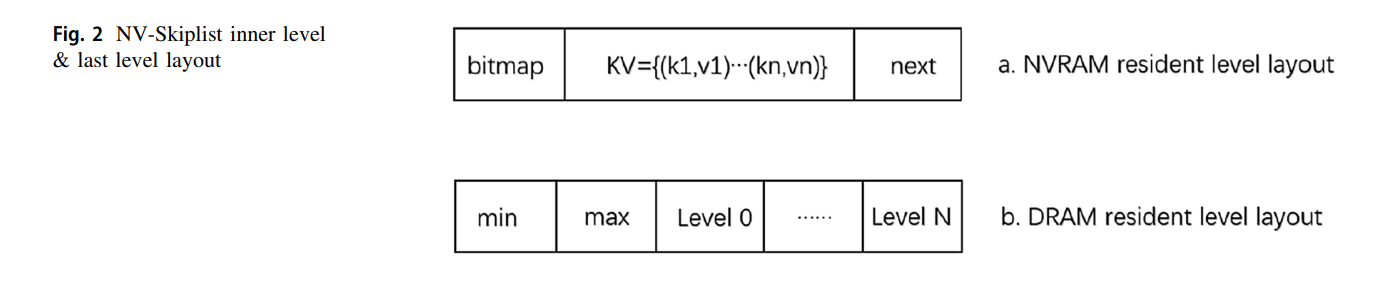 Fig. 2 NV-Skiplist inner level
& last level layout
bitmap KV={(k1,v1)···(kn,vn)} next a. NVRAM resident level layout
min max Level 0 ...... Level N b. DRAM resident level layout